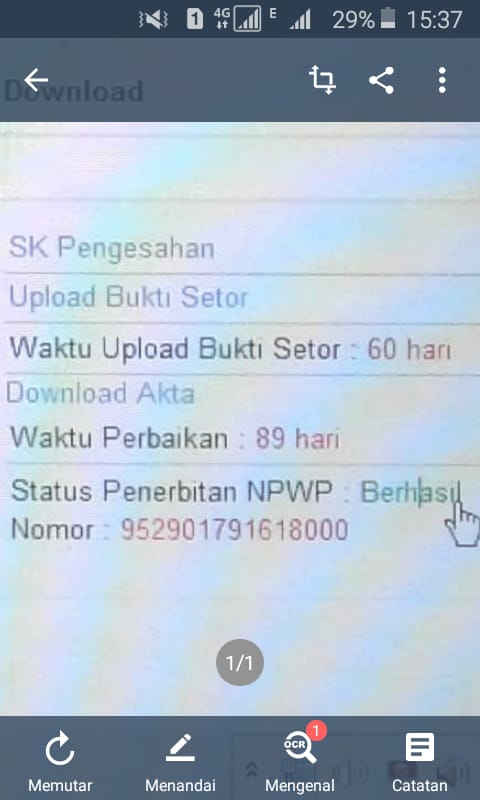 4G E 29% 15:37
Download
SK Pengesahan
Upload Bukti Setor
Waktu Upload Bukti Setor : 60 hari
Download Akta
Waktu Perbaikan : 89 hari
Status Penerbitan NPWP : Berhasil
Nomor : 952901791618000
1/1
OCR 1
Memutar Menandai Mengenal Catatan